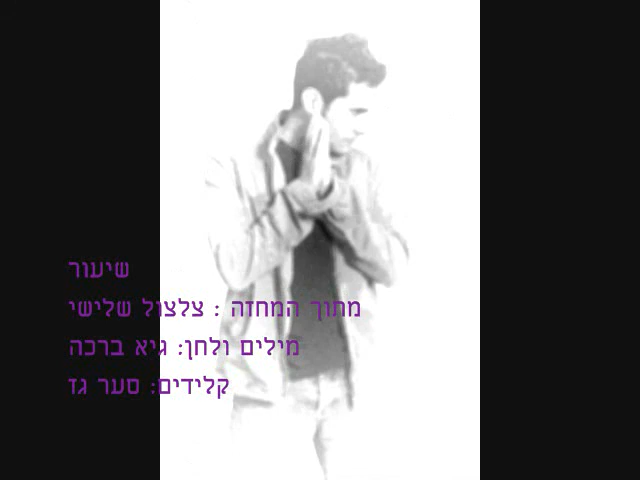 שיעור
מתוך המחזה : צלצול שלישי
מילים ולחן: גיא ברכה
קלידים: סער גז